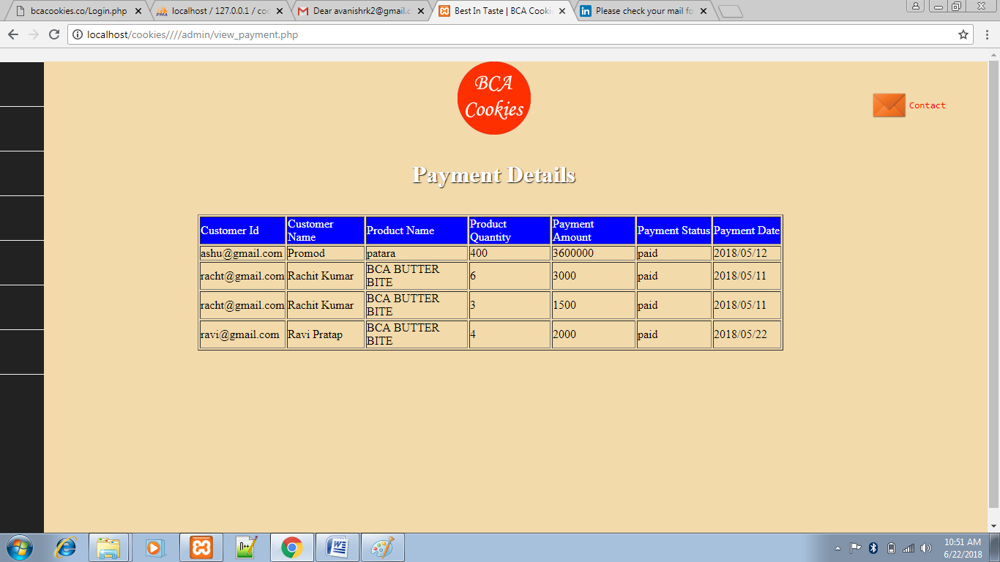 bcacookies.co/Login.php
localhost / 127.0.0.1 / coo
Dear avanishrk2@gmail.c
Best In Taste | BCA Cooki
Please check your mail fo
localhost/cookies////admin/view_payment.php
BCA
Cookies
Contact
Payment Details
Customer Id Customer Name Product Name Product Quantity Payment Amount Payment Status Payment Date
ashu@gmail.com Promod patara 400 3600000 paid 2018/05/12
racht@gmail.com Rachit Kumar BCA BUTTER BITE 6 3000 paid 2018/05/11
racht@gmail.com Rachit Kumar BCA BUTTER BITE 3 1500 paid 2018/05/11
ravi@gmail.com Ravi Pratap BCA BUTTER BITE 4 2000 paid 2018/05/22
10:51 AM
6/22/2018